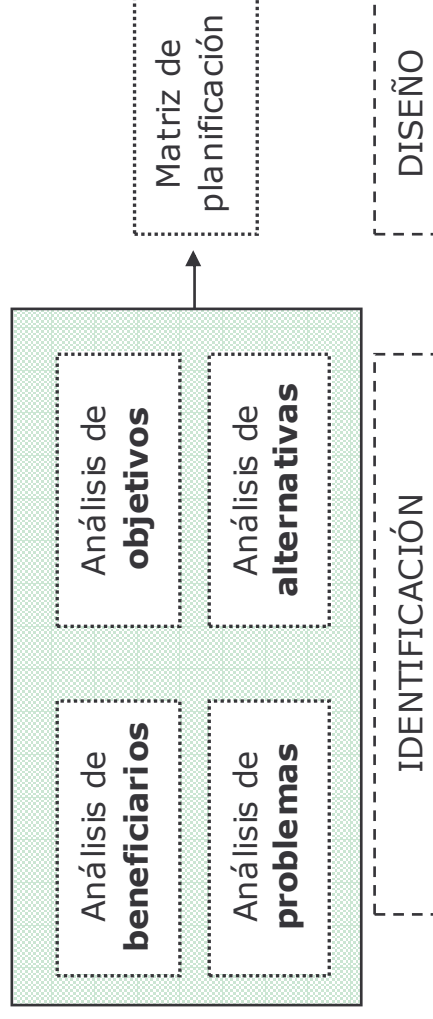 Análisis de
beneficiarios
Análisis de
objetivos
Análisis de
problemas
Análisis de
alternativas
Matriz de
planificación
IDENTIFICACIÓN
DISEÑO